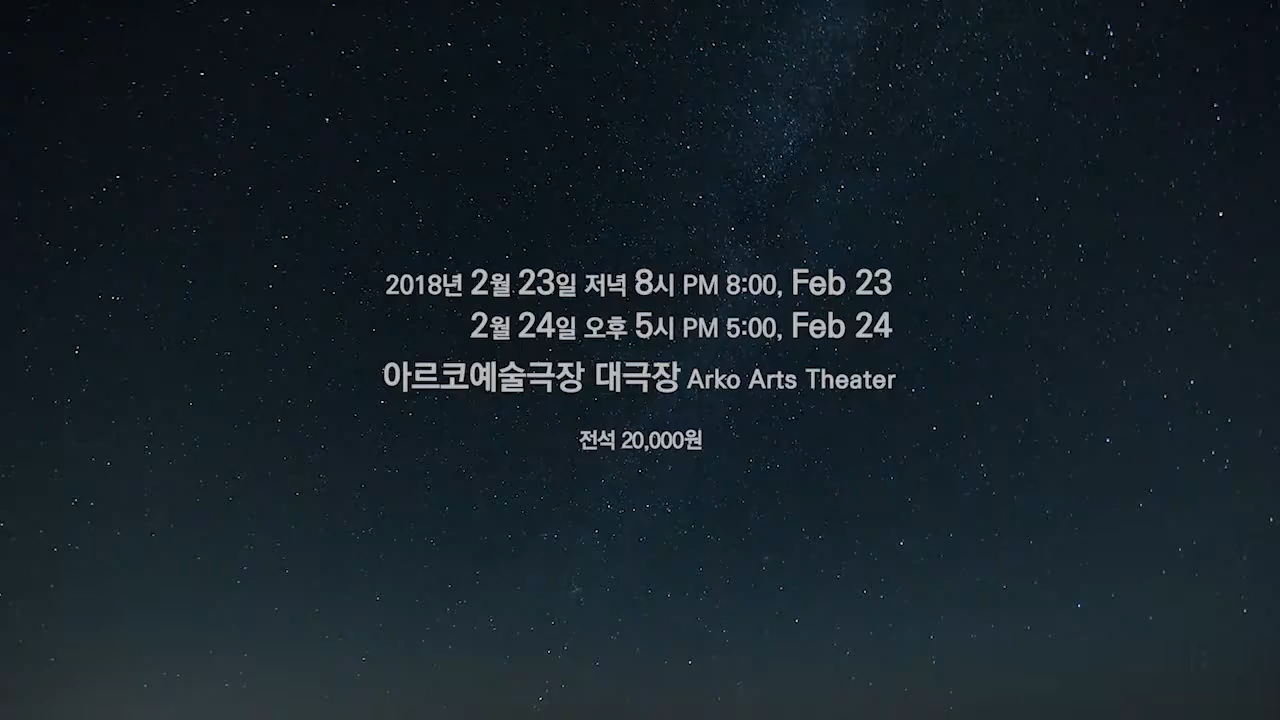 2018년 2월 23일 저녁 8시 PM 8:00, Feb 23
2월 24일 오후 5시 PM 5:00, Feb 24
아르코예술극장 대극장 Arko Arts Theater
전석 20,000원